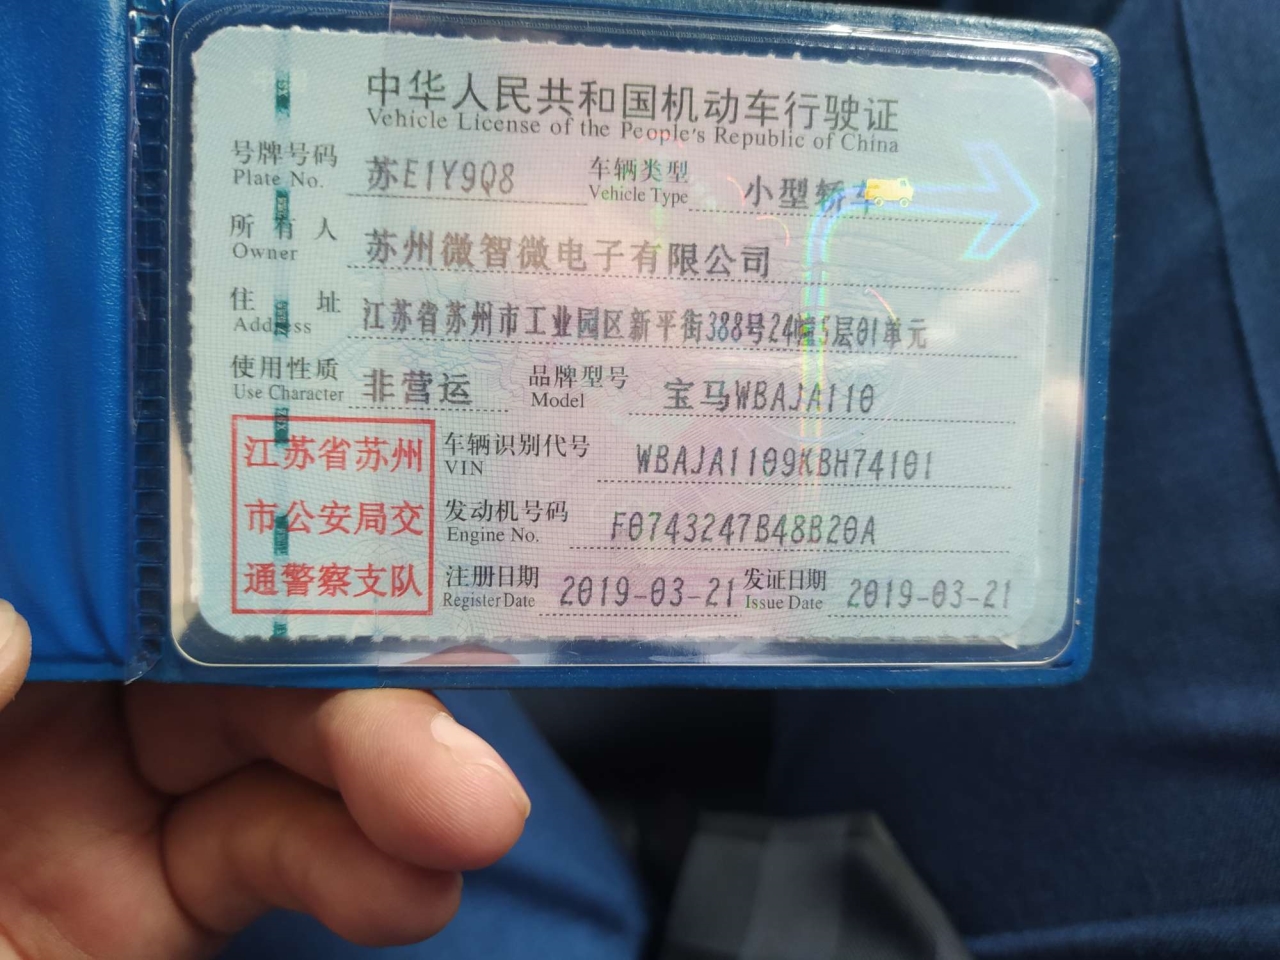 中华人民共和国机动车行驶证
Vehicle License of the People's Republic of China
号牌号码 苏E1Y9Q8 车辆类型 小型轿车
Plate No. Vehicle Type
所有人 苏州微智微电子有限公司
Owner
住址 江苏省苏州市工业园区新平街388号24幢5层01单元
Address
使用性质 非营运 品牌型号 宝马WBAJA110
Use Character Model
江苏省苏州
市公安局交
通警察支队
车辆识别代号 WBAJA1109KBH74101
VIN
发动机号码 F0743247B48B20A
Engine No.
注册日期 2019-03-21 发证日期 2019-03-21
Register Date Issue Date